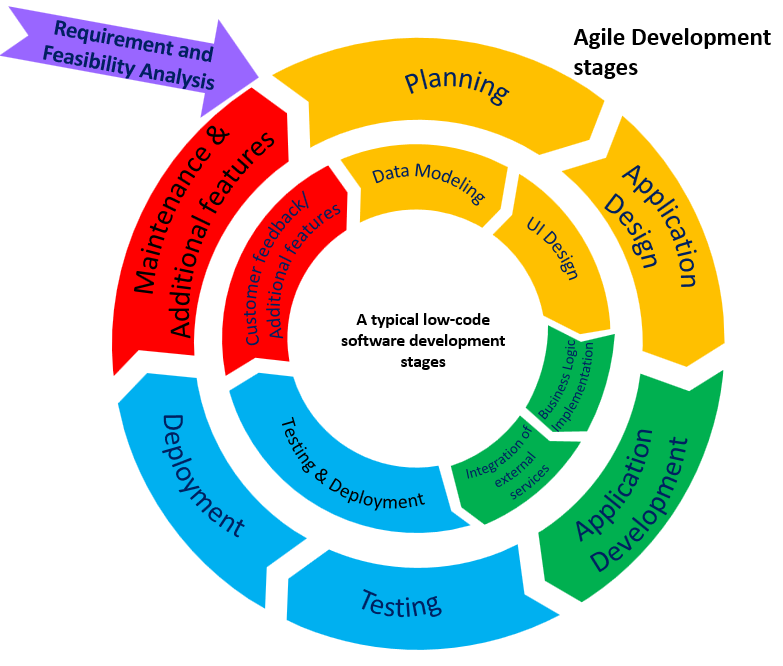 Requirement and
Feasibility Analysis
Agile Development
stages
Planning
Application
Design
Application
Development
Testing
Deployment
Maintenance &
Additional features
Data Modeling
UI Design
Business Logic
Implementation
Integration of
external
services
Testing & Deployment
Customer feedback/
Additional features
A typical low-code
software development
stages